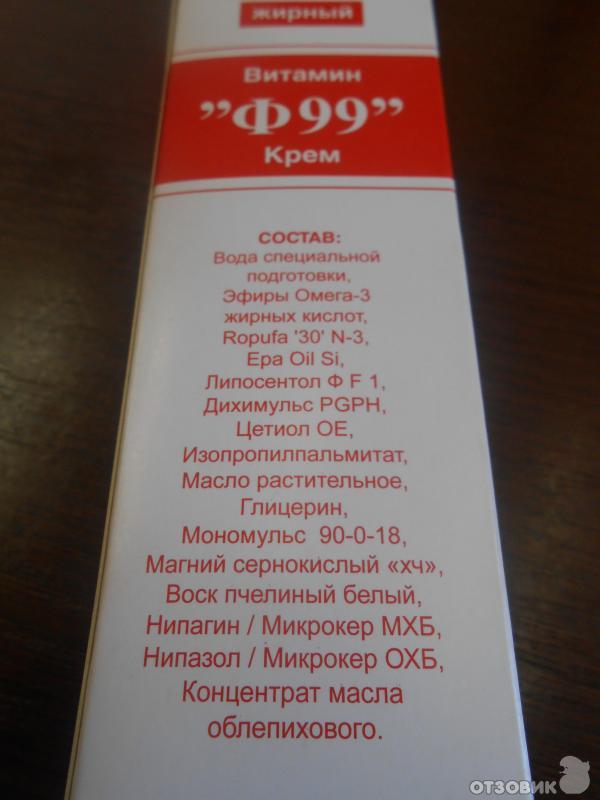 жирный
Витамин
"Ф99"
Крем
СОСТАВ:
Вода специальной
подготовки,
Эфиры Омега-3
жирных кислот,
Ropufa '30' N-3,
Epa Oil Si,
Липосентол Ф F 1,
Дихимульс PGPH,
Цетиол ОЕ,
Изопропилпальмитат,
Масло растительное,
Глицерин,
Мономульс 90-0-18,
Магний сернокислый «хч»,
Воск пчелиный белый,
Нипагин / Микрокер МХБ,
Нипазол / Микрокер ОХБ,
Концентрат масла
облепихового.
ОТЗОВИК